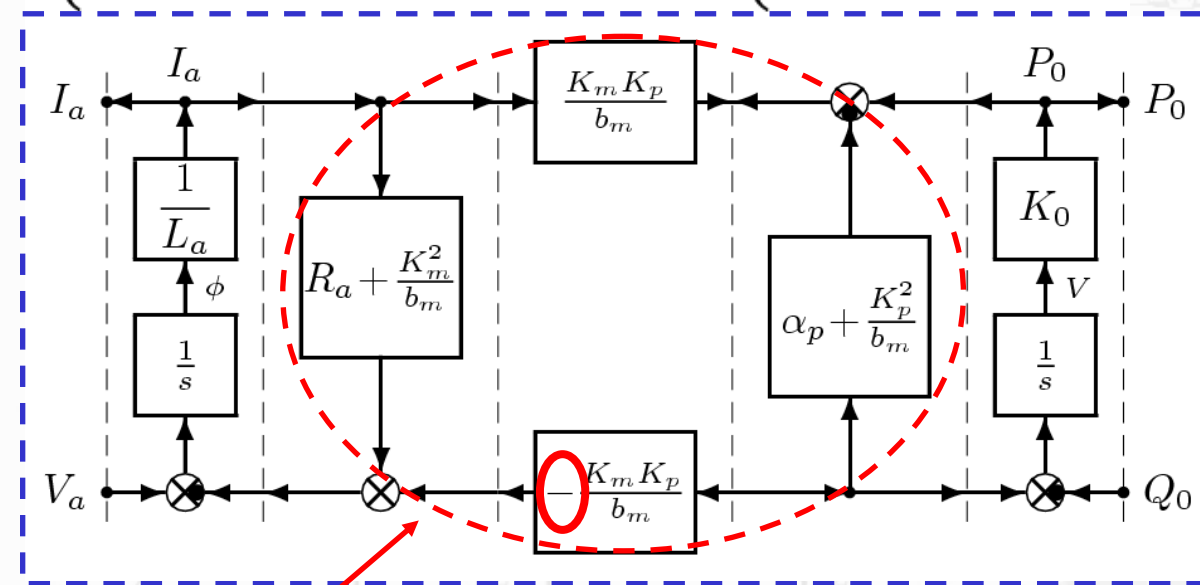 ( (
I_a
I_a
K_m K_p / b_m
P_0
P_0
1 / L_a
R_a + K_m^2 / b_m
α_p + K_p^2 / b_m
K_0
ϕ
V
1 / s
1 / s
V_a
- K_m K_p / b_m
Q_0